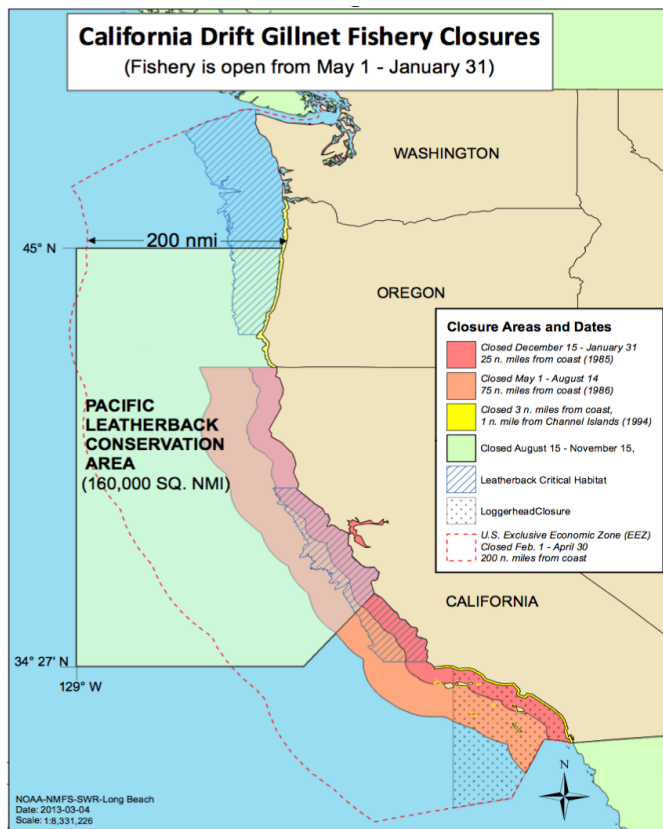 California Drift Gillnet Fishery Closures
(Fishery is open from May 1 - January 31)
WASHINGTON
200 nmi
45° N
OREGON
Closure Areas and Dates
Closed December 15 - January 31
25 n. miles from coast (1985)
Closed May 1 - August 14
75 n. miles from coast (1986)
Closed 3 n. miles from coast,
1 n. mile from Channel Islands (1994)
Closed August 15 - November 15,
Leatherback Critical Habitat
LoggerheadClosure
U.S. Exclusive Economic Zone (EEZ)
Closed Feb. 1 - April 30
200 n. miles from coast
PACIFIC
LEATHERBACK
CONSERVATION
AREA
(160,000 SQ. NMI)
CALIFORNIA
34° 27' N
129° W
N
NOAA-NMFS-SWR-Long Beach
Date: 2013-03-04
Scale: 1:8,331,226